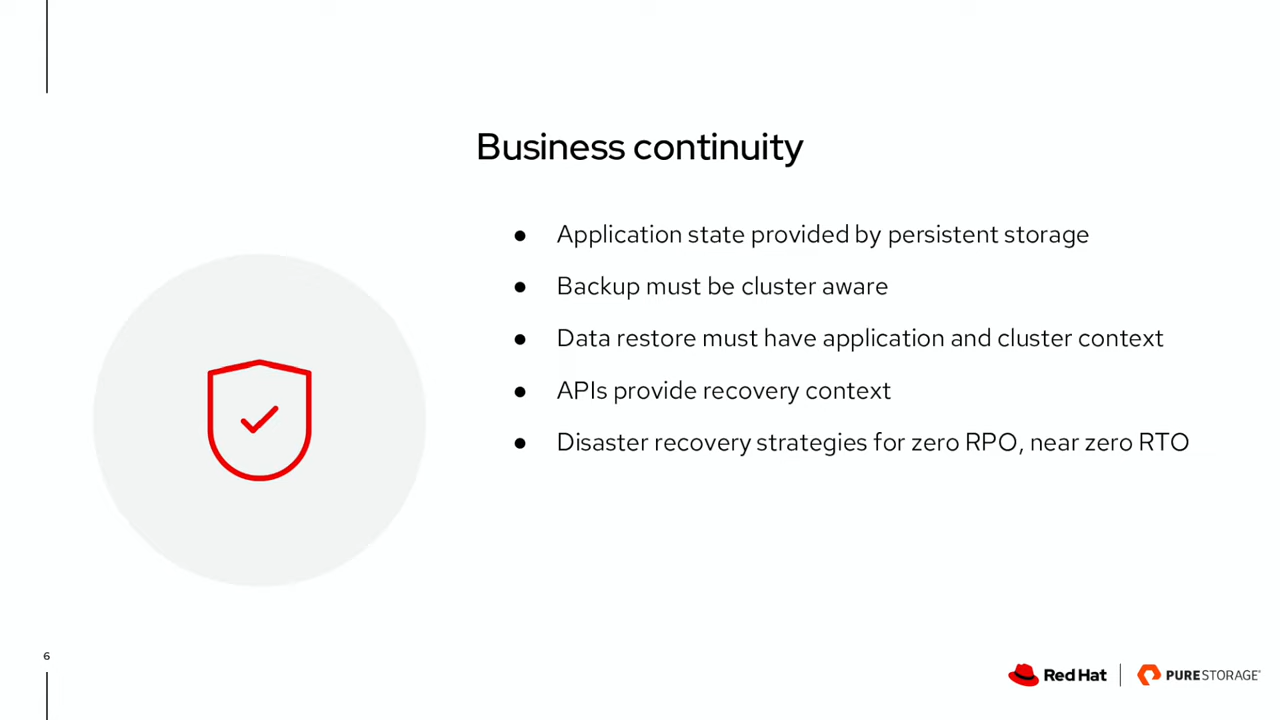 Business continuity
● Application state provided by persistent storage
● Backup must be cluster aware
● Data restore must have application and cluster context
● APIs provide recovery context
● Disaster recovery strategies for zero RPO, near zero RTO
6
Red Hat
PURESTORAGE